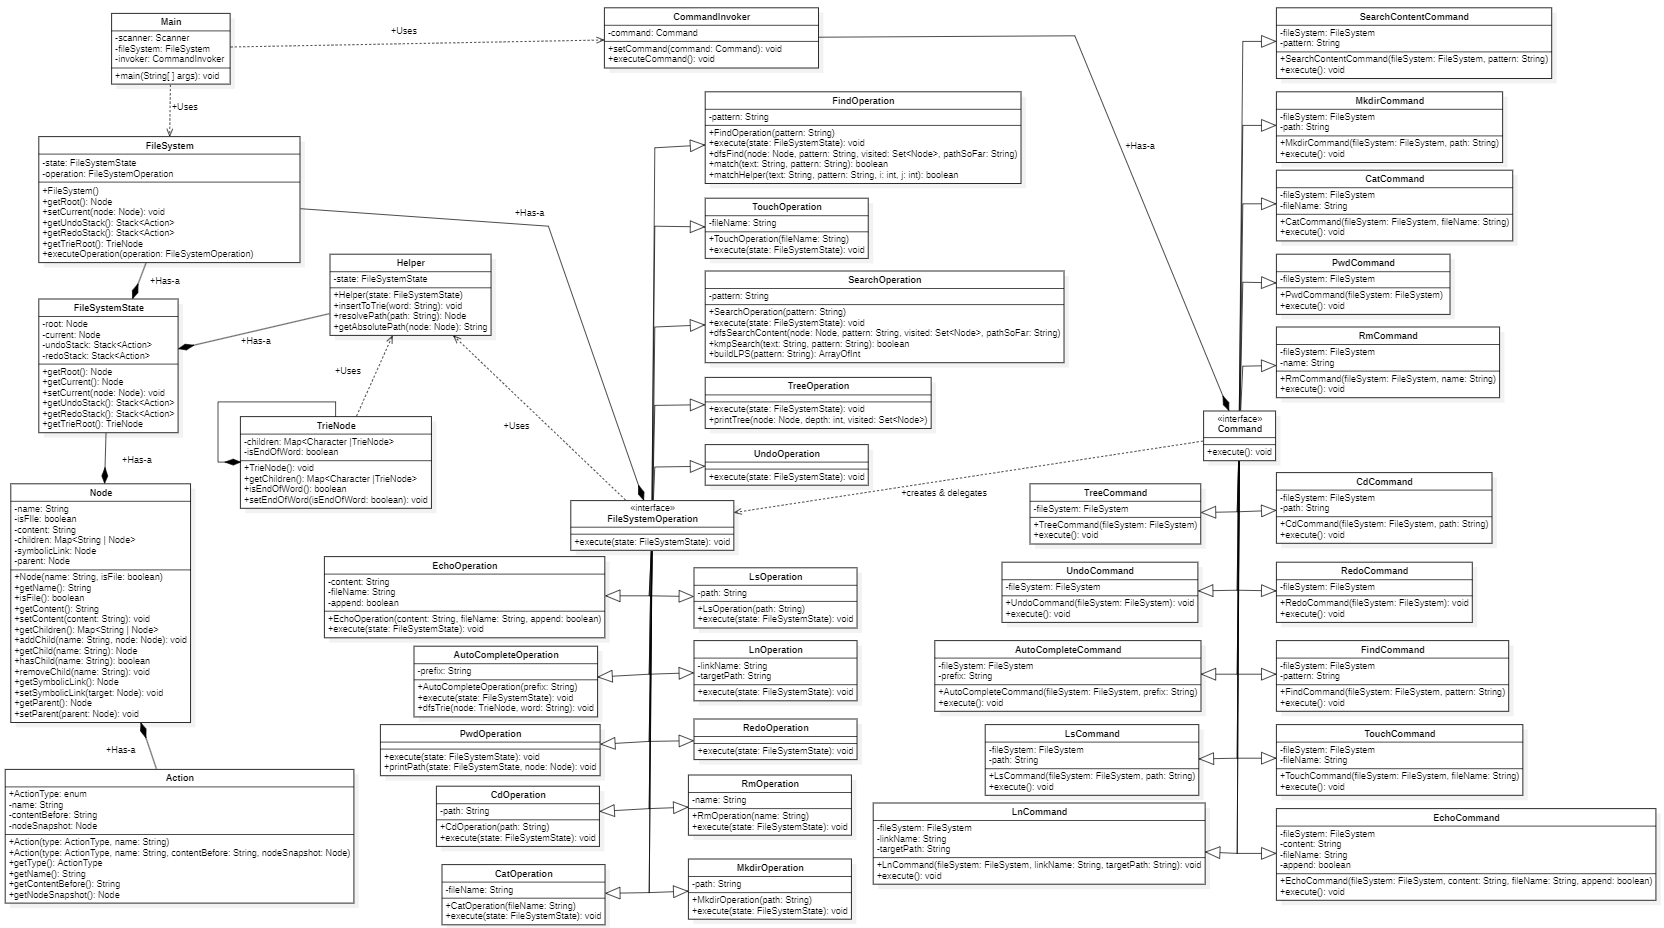 Main
-scanner: Scanner
-fileSystem: FileSystem
-invoker: CommandInvoker
+main(String[ ] args): void
+Uses
+Uses
CommandInvoker
-command: Command
+setCommand(command: Command): void
+executeCommand(): void
+Has-a
FileSystem
-state: FileSystemState
-operation: FileSystemOperation
+FileSystem()
+getRoot(): Node
+setCurrent(node: Node): void
+getUndoStack(): Stack<Action>
+getRedoStack(): Stack<Action>
+getTrieRoot(): TrieNode
+executeOperation(operation: FileSystemOperation)
+Has-a
+Has-a
FileSystemState
-root: Node
-current: Node
-undoStack: Stack<Action>
-redoStack: Stack<Action>
+getRoot(): Node
+getCurrent(): Node
+setCurrent(node: Node): void
+getUndoStack(): Stack<Action>
+getRedoStack(): Stack<Action>
+getTrieRoot(): TrieNode
+Has-a
Helper
-state: FileSystemState
+Helper(state: FileSystemState)
+insertToTrie(word: String): void
+resolvePath(path: String): Node
+getAbsolutePath(node: Node): String
+Has-a
+Uses
+Uses
TrieNode
-children: Map<Character |TrieNode>
-isEndOfWord: boolean
+TrieNode(): void
+getChildren(): Map<Character |TrieNode>
+isEndOfWord(): boolean
+setEndOfWord(isEndOfWord: boolean): void
Node
-name: String
-isFIle: boolean
-content: String
-children: Map<String | Node>
-symbolicLink: Node
-parent: Node
+Node(name: String, isFile: boolean)
+getName(): String
+isFile(): boolean
+getContent(): String
+setContent(content: String): void
+getChildren(): Map<String | Node>
+addChild(name: String, node: Node): void
+getChild(name: String): Node
+hasChild(name: String): boolean
+removeChild(name: String): void
+getSymbolicLink(): Node
+setSymbolicLink(target: Node): void
+getParent(): Node
+setParent(parent: Node): void
+Has-a
Action
+ActionType: enum
-name: String
-contentBefore: String
-nodeSnapshot: Node
+Action(type: ActionType, name: String)
+Action(type: ActionType, name: String, contentBefore: String, nodeSnapshot: Node)
+getType(): ActionType
+getName(): String
+getContentBefore(): String
+getNodeSnapshot(): Node
FindOperation
-pattern: String
+FindOperation(pattern: String)
+execute(state: FileSystemState): void
+dfsFind(node: Node, pattern: String, visited: Set<Node>, pathSoFar: String)
+match(text: String, pattern: String): boolean
+matchHelper(text: String, pattern: String, i: int, j: int): boolean
TouchOperation
-fileName: String
+TouchOperation(fileName: String)
+execute(state: FileSystemState): void
SearchOperation
-pattern: String
+SearchOperation(pattern: String)
+execute(state: FileSystemState): void
+dfsSearchContent(node: Node, pattern: String, visited: Set<Node>, pathSoFar: String)
+kmpSearch(text: String, pattern: String): boolean
+buildLPS(pattern: String): ArrayOfInt
TreeOperation
+execute(state: FileSystemState): void
+printTree(node: Node, depth: int, visited: Set<Node>)
UndoOperation
+execute(state: FileSystemState): void
«interface»
FileSystemOperation
+execute(state: FileSystemState): void
+creates & delegates
EchoOperation
-content: String
-fileName: String
-append: boolean
+EchoOperation(content: String, fileName: String, append: boolean)
+execute(state: FileSystemState): void
LsOperation
-path: String
+LsOperation(path: String)
+execute(state: FileSystemState): void
AutoCompleteOperation
-prefix: String
+AutoCompleteOperation(prefix: String)
+execute(state: FileSystemState): void
+dfsTrie(node: TrieNode, word: String): void
LnOperation
-linkName: String
-targetPath: String
+execute(state: FileSystemState): void
PwdOperation
+execute(state: FileSystemState): void
+printPath(state: FileSystemState, node: Node): void
RedoOperation
+execute(state: FileSystemState): void
CdOperation
-path: String
+CdOperation(path: String)
+execute(state: FileSystemState): void
RmOperation
-name: String
+RmOperation(name: String)
+execute(state: FileSystemState): void
CatOperation
-fileName: String
+CatOperation(fileName: String)
+execute(state: FileSystemState): void
MkdirOperation
-path: String
+MkdirOperation(path: String)
+execute(state: FileSystemState): void
SearchContentCommand
-fileSystem: FileSystem
-pattern: String
+SearchContentCommand(fileSystem: FileSystem, pattern: String)
+execute(): void
MkdirCommand
-fileSystem: FileSystem
-path: String
+MkdirCommand(fileSystem: FileSystem, path: String)
+execute(): void
CatCommand
-fileSystem: FileSystem
-fileName: String
+CatCommand(fileSystem: FileSystem, fileName: String)
+execute(): void
PwdCommand
-fileSystem: FileSystem
+PwdCommand(fileSystem: FileSystem)
+execute(): void
RmCommand
-fileSystem: FileSystem
-name: String
+RmCommand(fileSystem: FileSystem, name: String)
+execute(): void
«interface»
Command
+execute(): void
TreeCommand
-fileSystem: FileSystem
+TreeCommand(fileSystem: FileSystem)
+execute(): void
CdCommand
-fileSystem: FileSystem
-path: String
+CdCommand(fileSystem: FileSystem, path: String)
+execute(): void
UndoCommand
-fileSystem: FileSystem
+UndoCommand(fileSystem: FileSystem): void
+execute(): void
RedoCommand
-fileSystem: FileSystem
+RedoCommand(fileSystem: FileSystem): void
+execute(): void
AutoCompleteCommand
-fileSystem: FileSystem
-prefix: String
+AutoCompleteCommand(fileSystem: FileSystem, prefix: String)
+execute(): void
FindCommand
-fileSystem: FileSystem
-pattern: String
+FindCommand(fileSystem: FileSystem, pattern: String)
+execute(): void
LsCommand
-fileSystem: FileSystem
-path: String
+LsCommand(fileSystem: FileSystem, path: String)
+execute(): void
TouchCommand
-fileSystem: FileSystem
-fileName: String
+TouchCommand(fileSystem: FileSystem, fileName: String)
+execute(): void
LnCommand
-fileSystem: FileSystem
-linkName: String
-targetPath: String
+LnCommand(fileSystem: FileSystem, linkName: String, targetPath: String): void
+execute(): void
EchoCommand
-fileSystem: FileSystem
-content: String
-fileName: String
-append: boolean
+EchoCommand(fileSystem: FileSystem, content: String, fileName: String, append: boolean)
+execute(): void